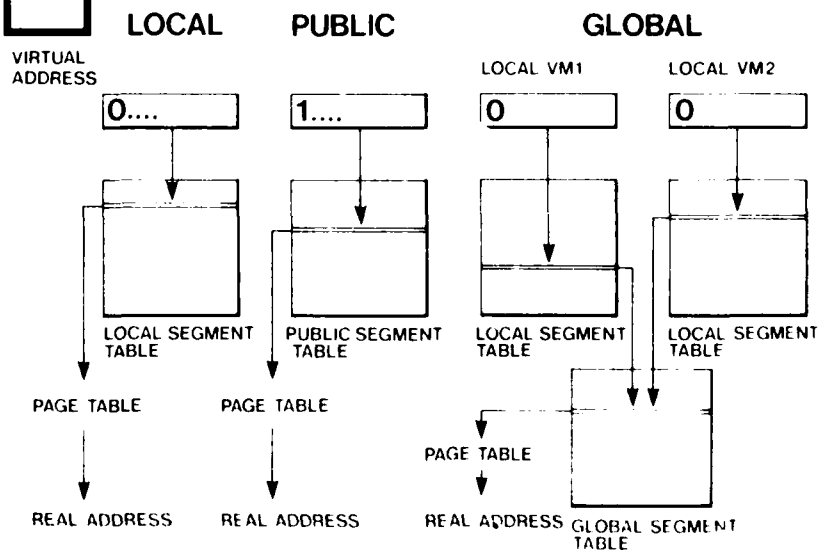 LOCAL PUBLIC GLOBAL
VIRTUAL
ADDRESS
LOCAL VM1 LOCAL VM2
0.... 1.... 0 0
LOCAL SEGMENT
TABLE
PUBLIC SEGMENT
TABLE
LOCAL SEGMENT
TABLE
LOCAL SEGMENT
TABLE
PAGE TABLE PAGE TABLE
PAGE TABLE
REAL ADDRESS REAL ADDRESS REAL ADDRESS
GLOBAL SEGMENT
TABLE